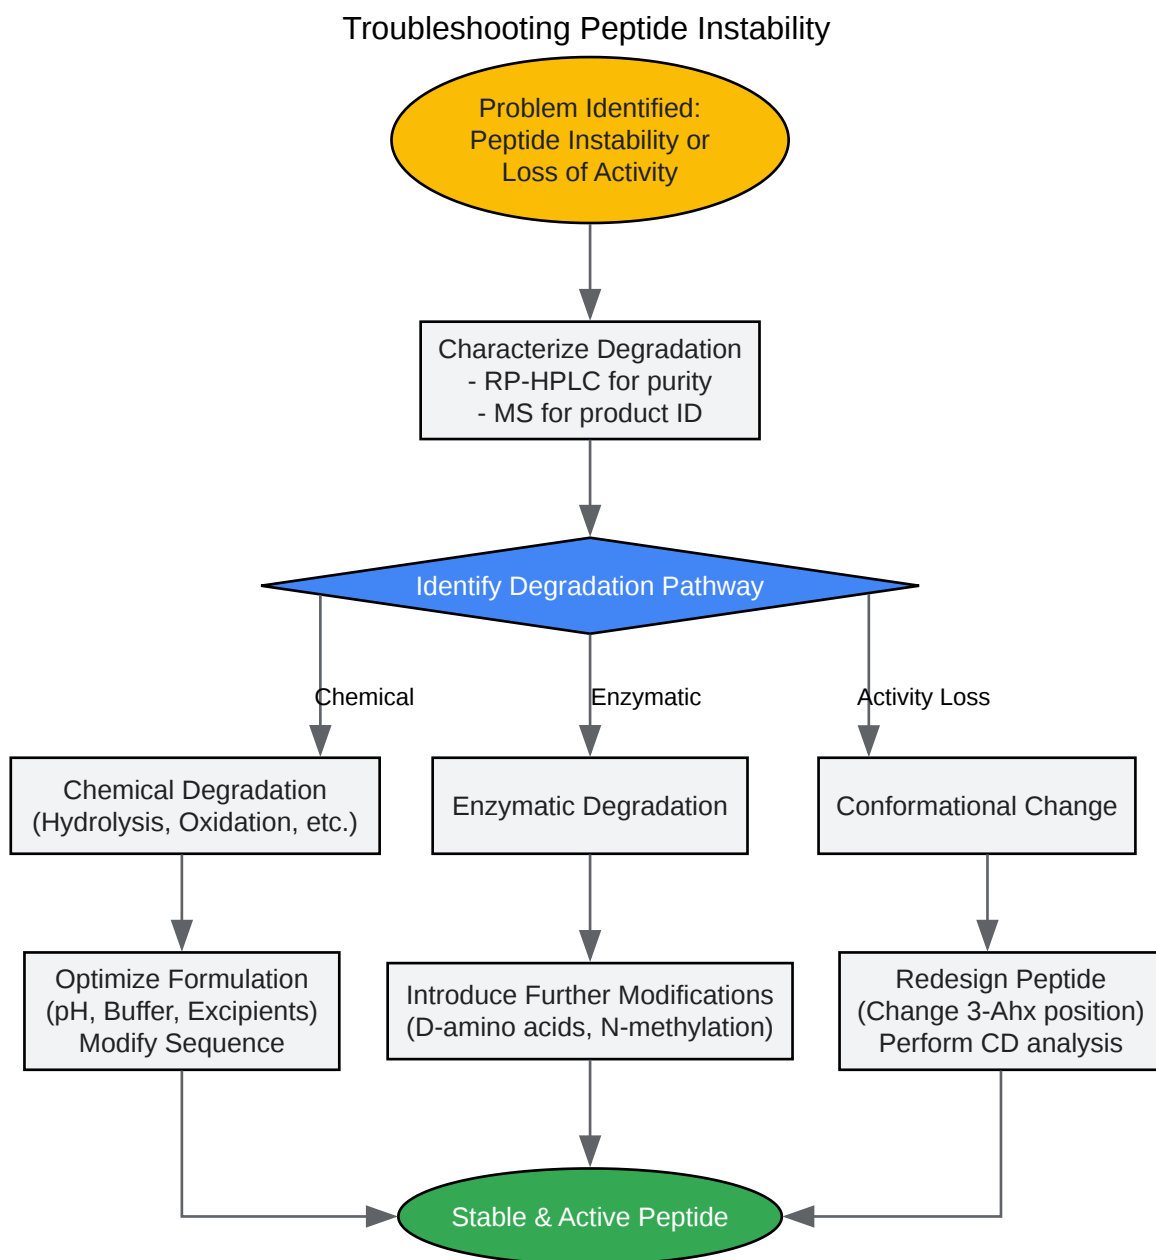 Troubleshooting Peptide Instability
Problem Identified:
Peptide Instability or
Loss of Activity
Characterize Degradation
- RP-HPLC for purity
- MS for product ID
Identify Degradation Pathway
Chemical
Enzymatic
Activity Loss
Chemical Degradation
(Hydrolysis, Oxidation, etc.)
Enzymatic Degradation
Conformational Change
Optimize Formulation
(pH, Buffer, Excipients)
Modify Sequence
Introduce Further Modifications
(D-amino acids, N-methylation)
Redesign Peptide
(Change 3-Ahx position)
Perform CD analysis
Stable & Active Peptide